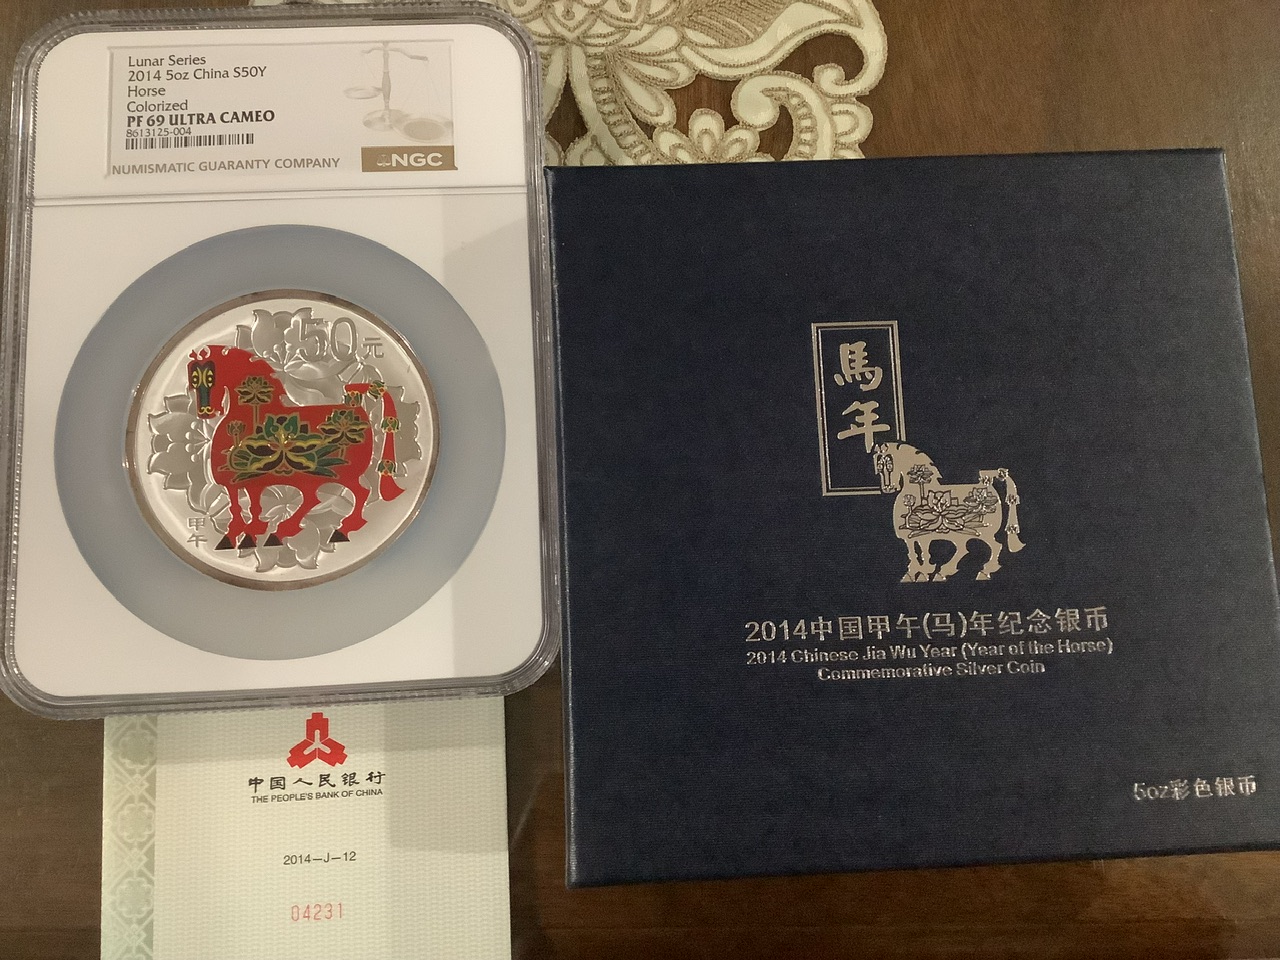 Lunar Series
2014 5oz China S50Y
Horse
Colorized
PF 69 ULTRA CAMEO
8613125-004
NUMISMATIC GUARANTY COMPANY
NGC
50元
甲午
馬年
2014中国甲午(马)年纪念银币
2014 Chinese Jia Wu Year (Year of the Horse)
Commemorative Silver Coin
5oz彩色银币
中国人民银行
THE PEOPLE'S BANK OF CHINA
2014—J—12
04231